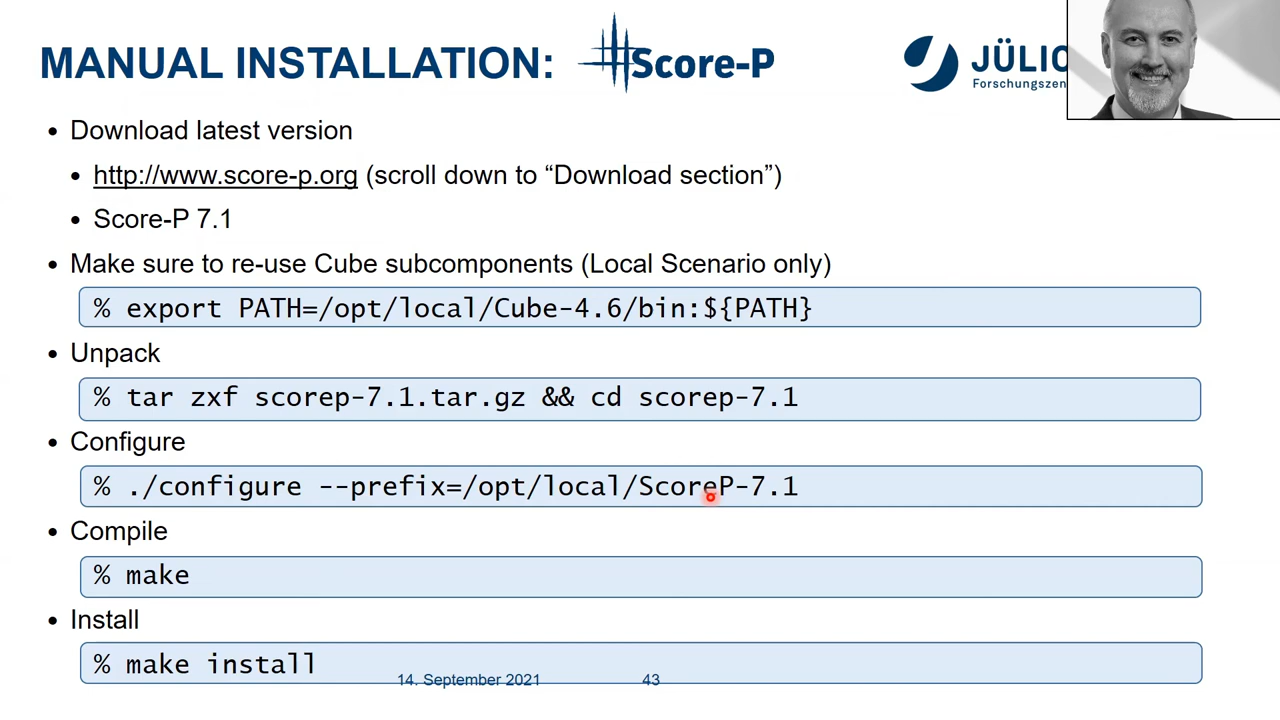 MANUAL INSTALLATION: Score-P
JÜLIC
Forschungszen
• Download latest version
• http://www.score-p.org (scroll down to “Download section”)
• Score-P 7.1
• Make sure to re-use Cube subcomponents (Local Scenario only)
% export PATH=/opt/local/Cube-4.6/bin:${PATH}
• Unpack
% tar zxf scorep-7.1.tar.gz && cd scorep-7.1
• Configure
% ./configure --prefix=/opt/local/ScoreP-7.1
• Compile
% make
• Install
% make install
14. September 2021 43